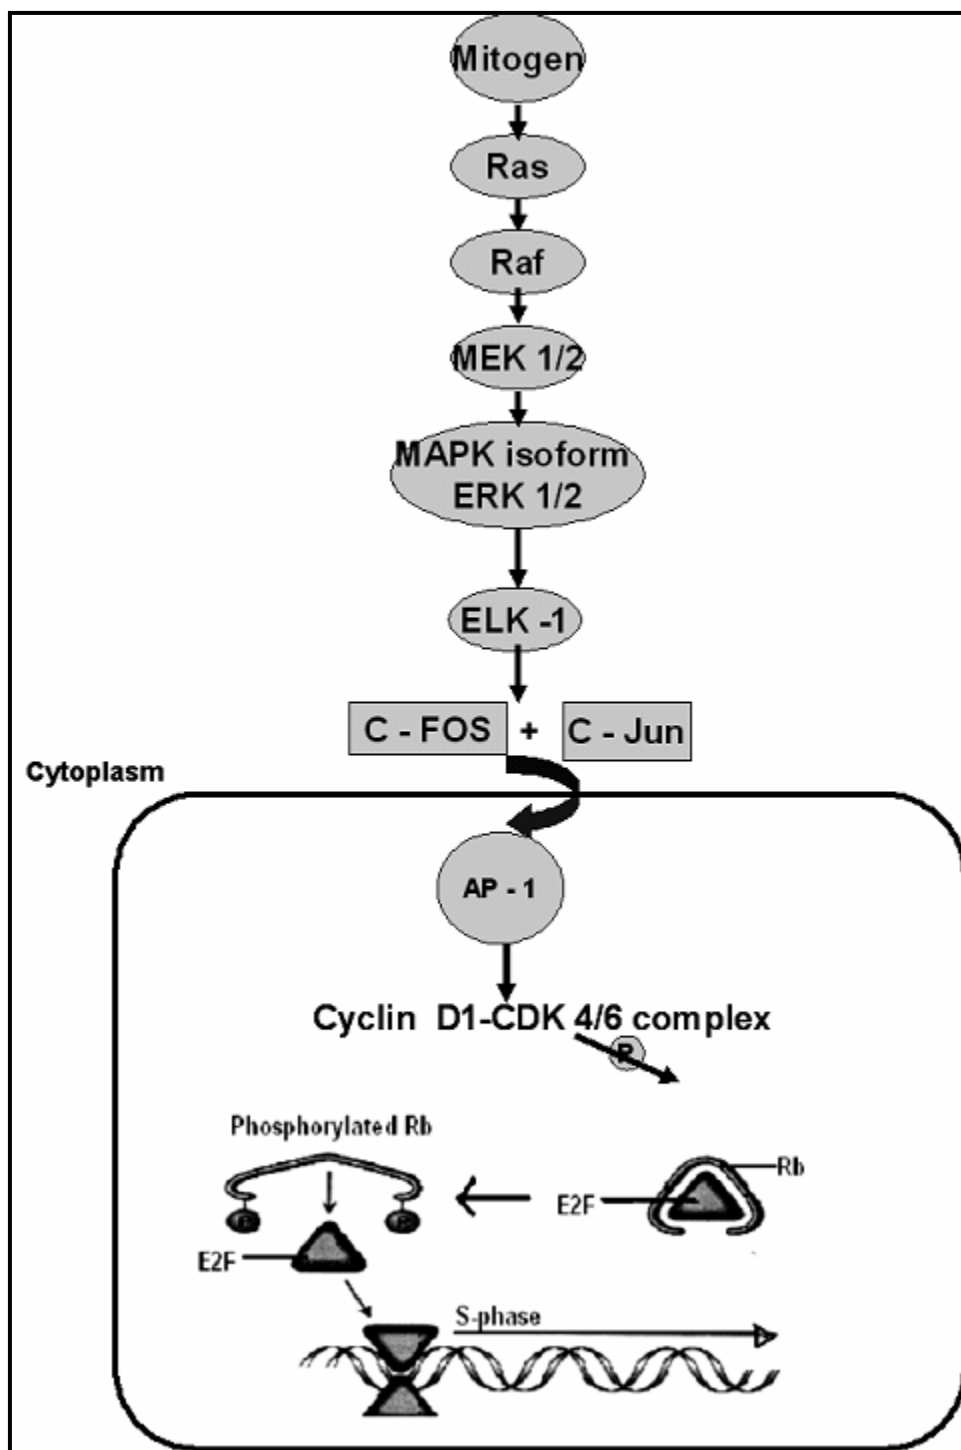 Mitogen
Ras
Raf
MEK 1/2
MAPK isoform
ERK 1/2
ELK -1
C - FOS + C - Jun
Cytoplasm
AP - 1
Cyclin D1-CDK 4/6 complex
P
Phosphorylated Rb
Rb
E2F
P P
E2F
S-phase